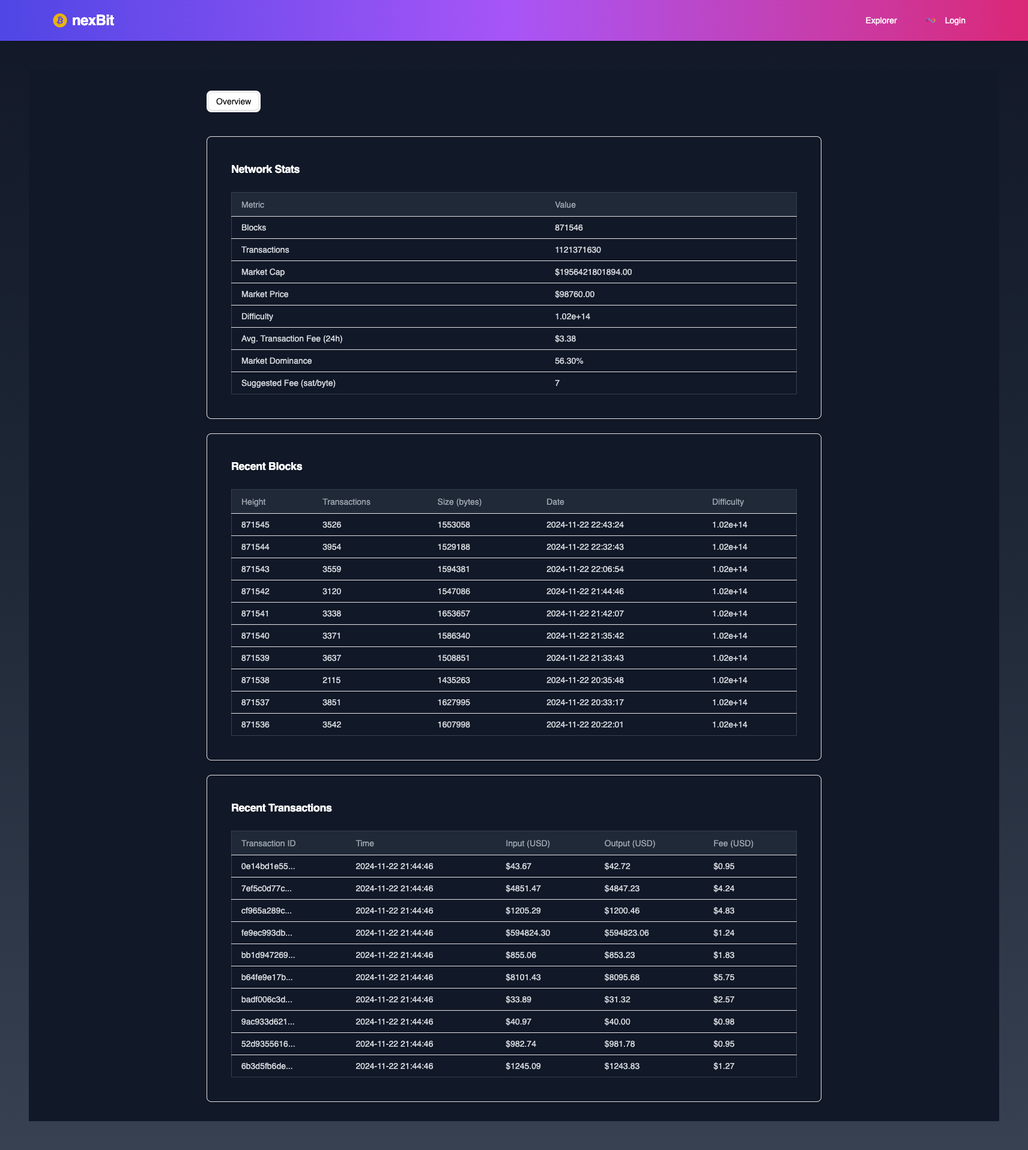 nexBit
Explorer
Login
Overview
Network Stats
Metric Value
Blocks 871546
Transactions 1121371630
Market Cap $1956421801894.00
Market Price $98760.00
Difficulty 1.02e+14
Avg. Transaction Fee (24h) $3.38
Market Dominance 56.30%
Suggested Fee (sat/byte) 7
Recent Blocks
Height Transactions Size (bytes) Date Difficulty
871545 3526 1553058 2024-11-22 22:43:24 1.02e+14
871544 3954 1529188 2024-11-22 22:32:43 1.02e+14
871543 3559 1594381 2024-11-22 22:06:54 1.02e+14
871542 3120 1547086 2024-11-22 21:44:46 1.02e+14
871541 3338 1653657 2024-11-22 21:42:07 1.02e+14
871540 3371 1586340 2024-11-22 21:35:42 1.02e+14
871539 3637 1508851 2024-11-22 21:33:43 1.02e+14
871538 2115 1435263 2024-11-22 20:35:48 1.02e+14
871537 3851 1627995 2024-11-22 20:33:17 1.02e+14
871536 3542 1607998 2024-11-22 20:22:01 1.02e+14
Recent Transactions
Transaction ID Time Input (USD) Output (USD) Fee (USD)
0e14bd1e55... 2024-11-22 21:44:46 $43.67 $42.72 $0.95
7ef5c0d77c... 2024-11-22 21:44:46 $4851.47 $4847.23 $4.24
cf965a289c... 2024-11-22 21:44:46 $1205.29 $1200.46 $4.83
fe9ec993db... 2024-11-22 21:44:46 $594824.30 $594823.06 $1.24
bb1d947269... 2024-11-22 21:44:46 $855.06 $853.23 $1.83
b64fe9e17b... 2024-11-22 21:44:46 $8101.43 $8095.68 $5.75
badf006c3d... 2024-11-22 21:44:46 $33.89 $31.32 $2.57
9ac933d621... 2024-11-22 21:44:46 $40.97 $40.00 $0.98
52d9355616... 2024-11-22 21:44:46 $982.74 $981.78 $0.95
6b3d5fb6de... 2024-11-22 21:44:46 $1245.09 $1243.83 $1.27